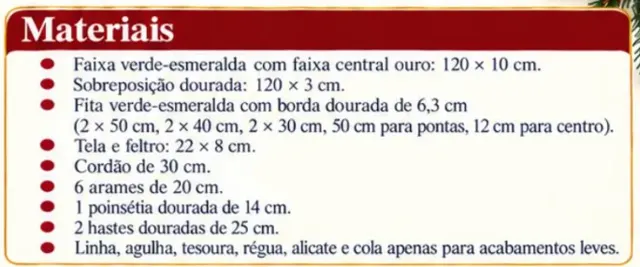 Materiais
• Faixa verde-esmeralda com faixa central ouro: 120 × 10 cm.
• Sobreposição dourada: 120 × 3 cm.
• Fita verde-esmeralda com borda dourada de 6,3 cm
(2 × 50 cm, 2 × 40 cm, 2 × 30 cm, 50 cm para pontas, 12 cm para centro).
• Tela e feltro: 22 × 8 cm.
• Cordão de 30 cm.
• 6 arames de 20 cm.
• 1 poinsétia dourada de 14 cm.
• 2 hastes douradas de 25 cm.
• Linha, agulha, tesoura, régua, alicate e cola apenas para acabamentos leves.